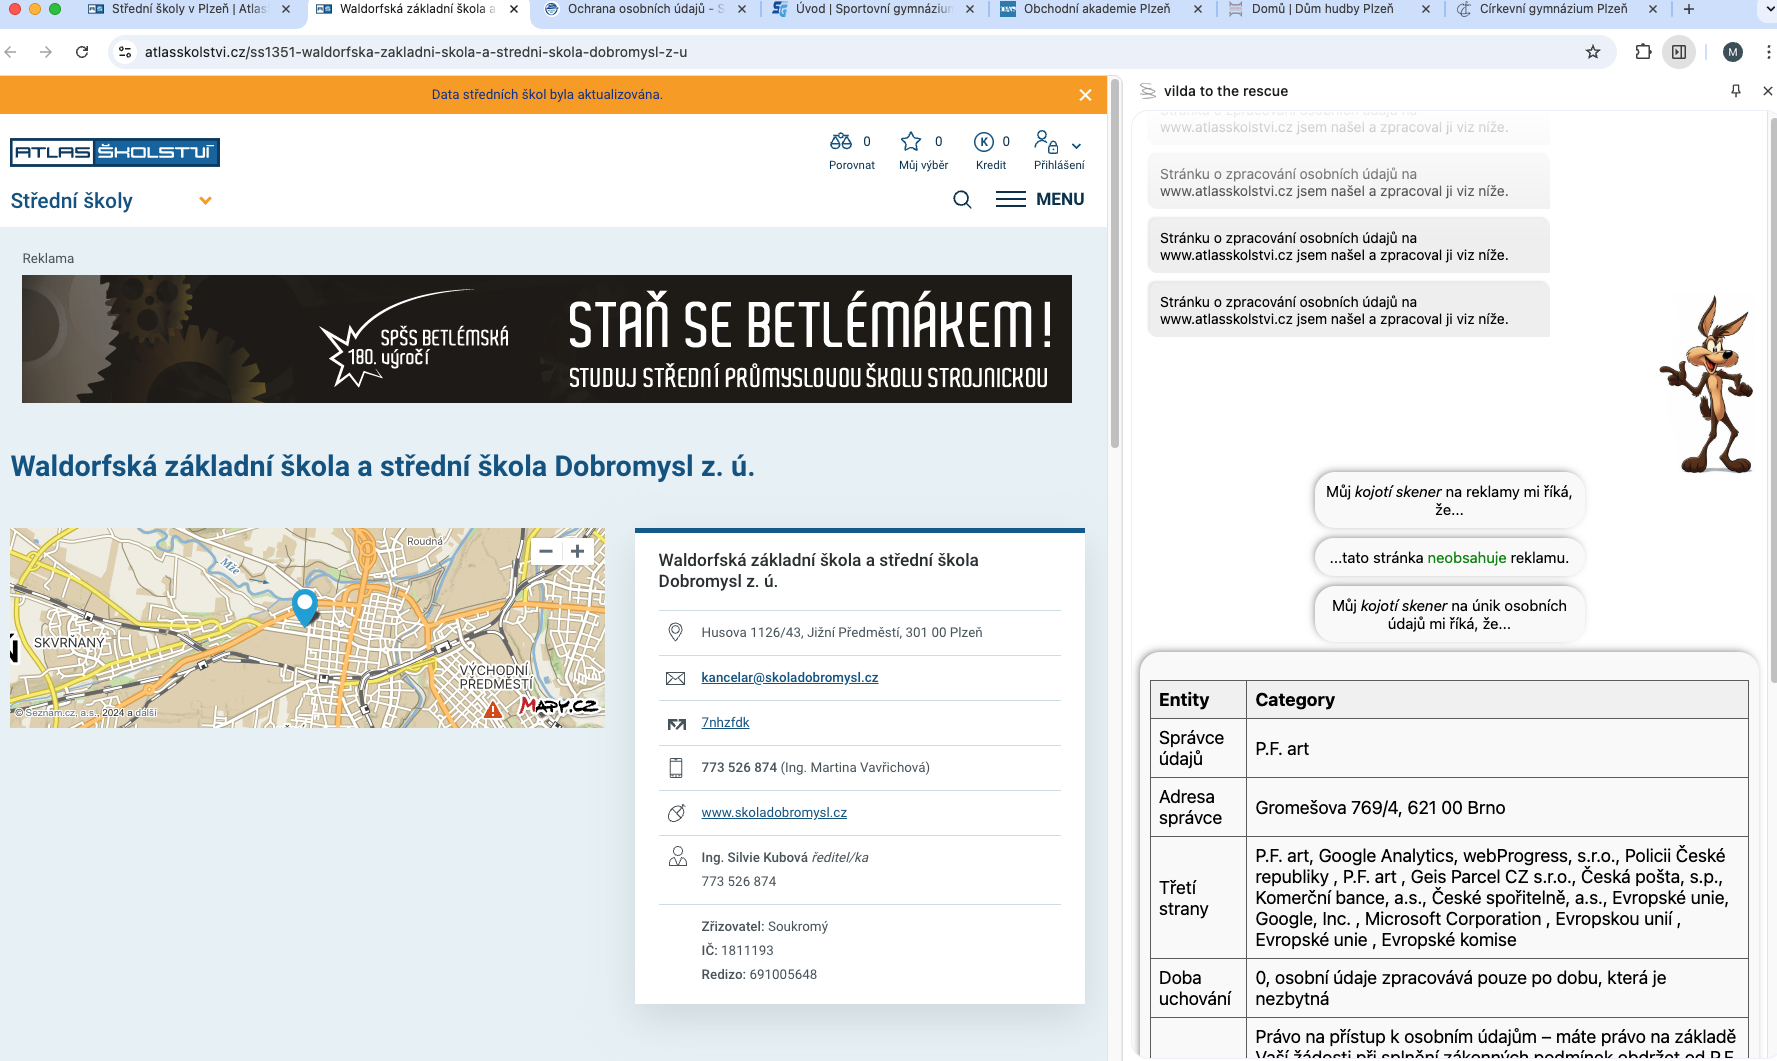 Střední školy v Plzeň | Atlas
Waldorfská základní škola a
Ochrana osobních údajů - S
Úvod | Sportovní gymnázium
Obchodní akademie Plzeň
Domů | Dům hudby Plzeň
Církevní gymnázium Plzeň
atlasskolstvi.cz/ss1351-waldorfska-zakladni-skola-a-stredni-skola-dobromysl-z-u
M
Data středních škol byla aktualizována.
ATLAS ŠKOLSTVÍ
0
Porovnat
0
Můj výběr
K 0
Kredit
Přihlášení
Střední školy
MENU
Reklama
SPŠS BETLÉMSKÁ
180. výročí
STAŇ SE BETLÉMÁKEM!
STUDUJ STŘEDNÍ PRŮMYSLOVOU ŠKOLU STROJNICKOU
Waldorfská základní škola a střední škola Dobromysl z. ú.
Roudná
Mže
SKVRŇANY
N
VÝCHODNÍ
PŘEDMĚSTÍ
© Seznam.cz, a.s., 2024 a další
MAPY.CZ
Waldorfská základní škola a střední škola
Dobromysl z. ú.
Husova 1126/43, Jižní Předměstí, 301 00 Plzeň
kancelar@skoladobromysl.cz
7nhzfdk
773 526 874 (Ing. Martina Vavřichová)
www.skoladobromysl.cz
Ing. Silvie Kubová ředitel/ka
773 526 874
Zřizovatel: Soukromý
IČ: 1811193
Redizo: 691005648
vilda to the rescue
Stránku o zpracování osobních údajů na
www.atlasskolstvi.cz jsem našel a zpracoval ji viz níže.
Stránku o zpracování osobních údajů na
www.atlasskolstvi.cz jsem našel a zpracoval ji viz níže.
Stránku o zpracování osobních údajů na
www.atlasskolstvi.cz jsem našel a zpracoval ji viz níže.
Stránku o zpracování osobních údajů na
www.atlasskolstvi.cz jsem našel a zpracoval ji viz níže.
Můj kojotí skener na reklamy mi říká,
že...
...tato stránka neobsahuje reklamu.
Můj kojotí skener na únik osobních
údajů mi říká, že...
Entity Category
Správce
údajů
P.F. art
Adresa
správce
Gromešova 769/4, 621 00 Brno
Třetí
strany
P.F. art, Google Analytics, webProgress, s.r.o., Policii České
republiky , P.F. art , Geis Parcel CZ s.r.o., Česká pošta, s.p.,
Komerční bance, a.s., České spořitelně, a.s., Evropské unie,
Google, Inc. , Microsoft Corporation , Evropskou unií ,
Evropské unie , Evropské komise
Doba
uchování
0, osobní údaje zpracovává pouze po dobu, která je
nezbytná
Právo na přístup k osobním údajům – máte právo na základě
Vaší žádosti při splnění zákonných podmínek obdržet od P.F.